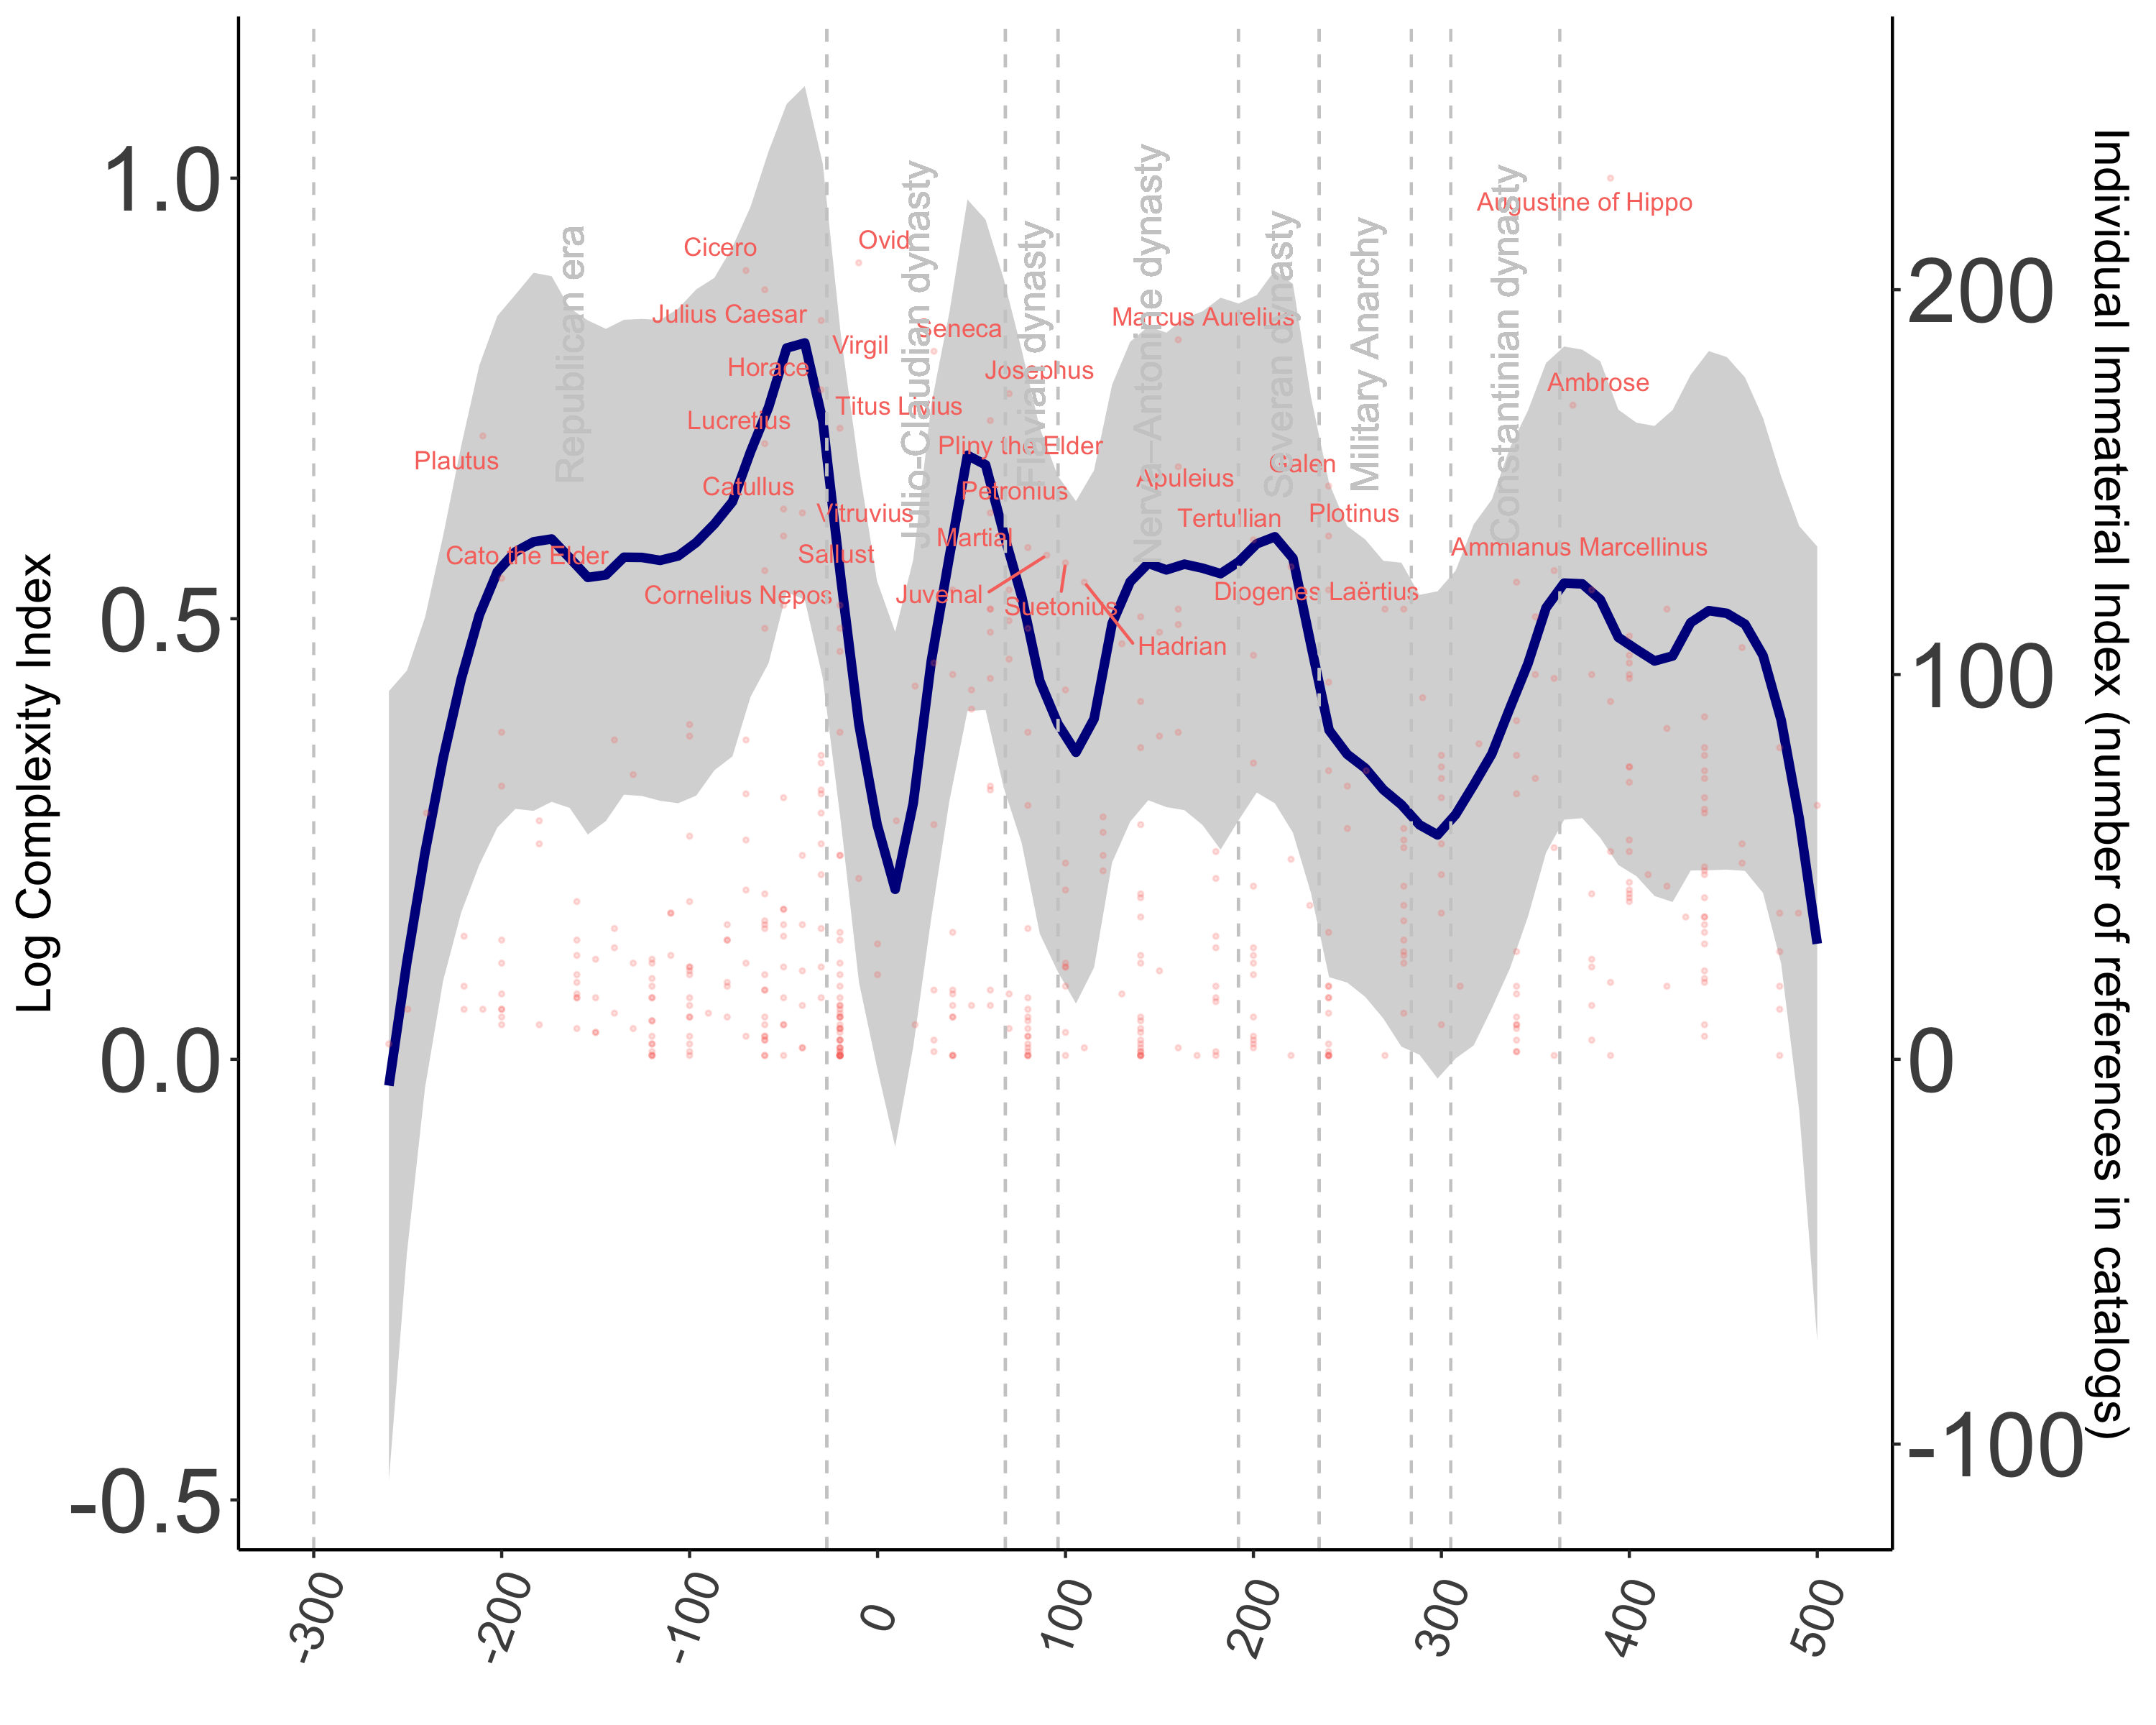 Log Complexity Index
1.0
0.5
0.0
-0.5
Individual Immaterial Index (number of references in catalogs)
200
100
0
-100
-300
-200
-100
0
100
200
300
400
500
Republican era
Julio-Claudian dynasty
Flavian dynasty
Nerva–Antonine dynasty
Severan dynasty
Military Anarchy
Constantinian dynasty
Augustine of Hippo
Cicero
Ovid
Julius Caesar
Virgil
Seneca
Marcus Aurelius
Horace
Josephus
Ambrose
Lucretius
Titus Livius
Plautus
Pliny the Elder
Galen
Catullus
Petronius
Apuleius
Vitruvius
Tertullian
Plotinus
Cato the Elder
Sallust
Martial
Ammianus Marcellinus
Cornelius Nepos
Juvenal
Suetonius
Diogenes Laërtius
Hadrian